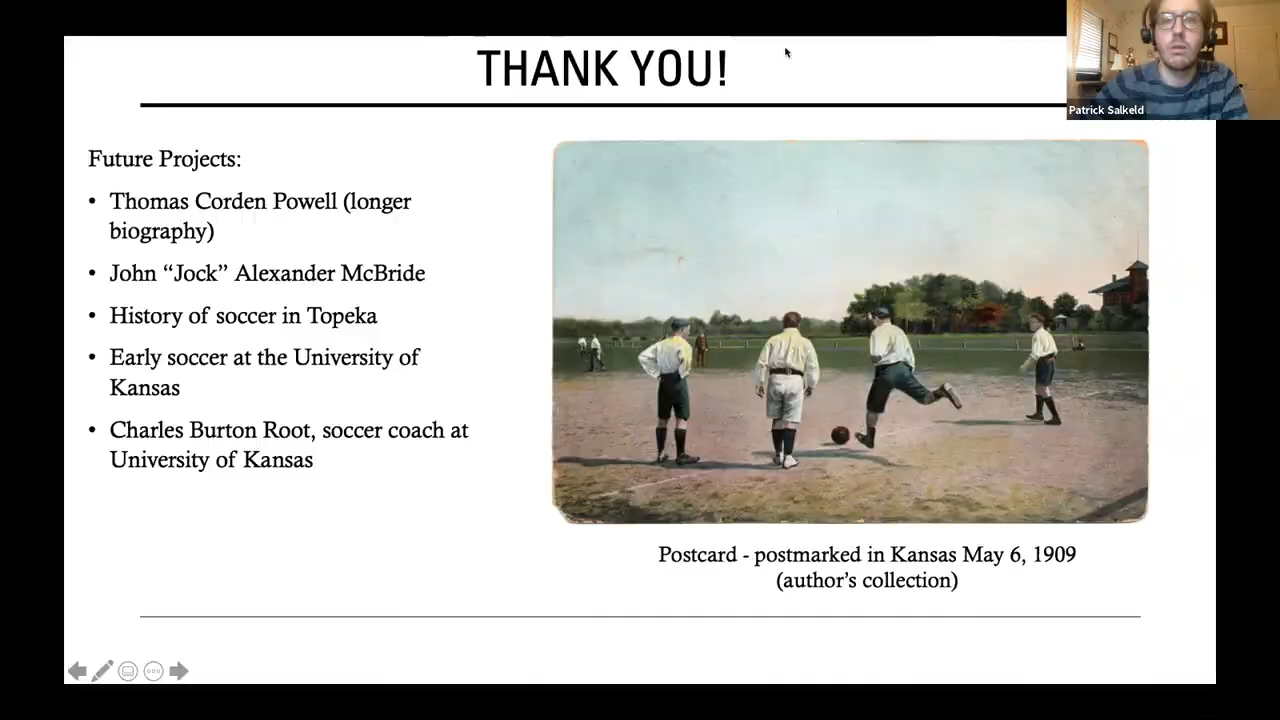 THANK YOU!
Patrick Salkeld
Future Projects:
• Thomas Corden Powell (longer
biography)
• John “Jock” Alexander McBride
• History of soccer in Topeka
• Early soccer at the University of
Kansas
• Charles Burton Root, soccer coach at
University of Kansas
Postcard - postmarked in Kansas May 6, 1909
(author’s collection)